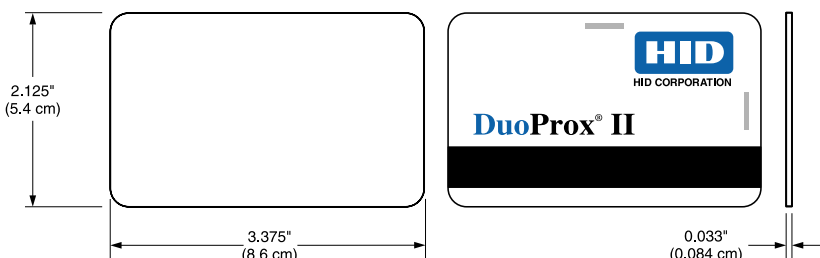 HID
HID CORPORATION
2.125"
(5.4 cm)
DuoProx® II
3.375"
(8.6 cm)
0.033"
(0.084 cm)